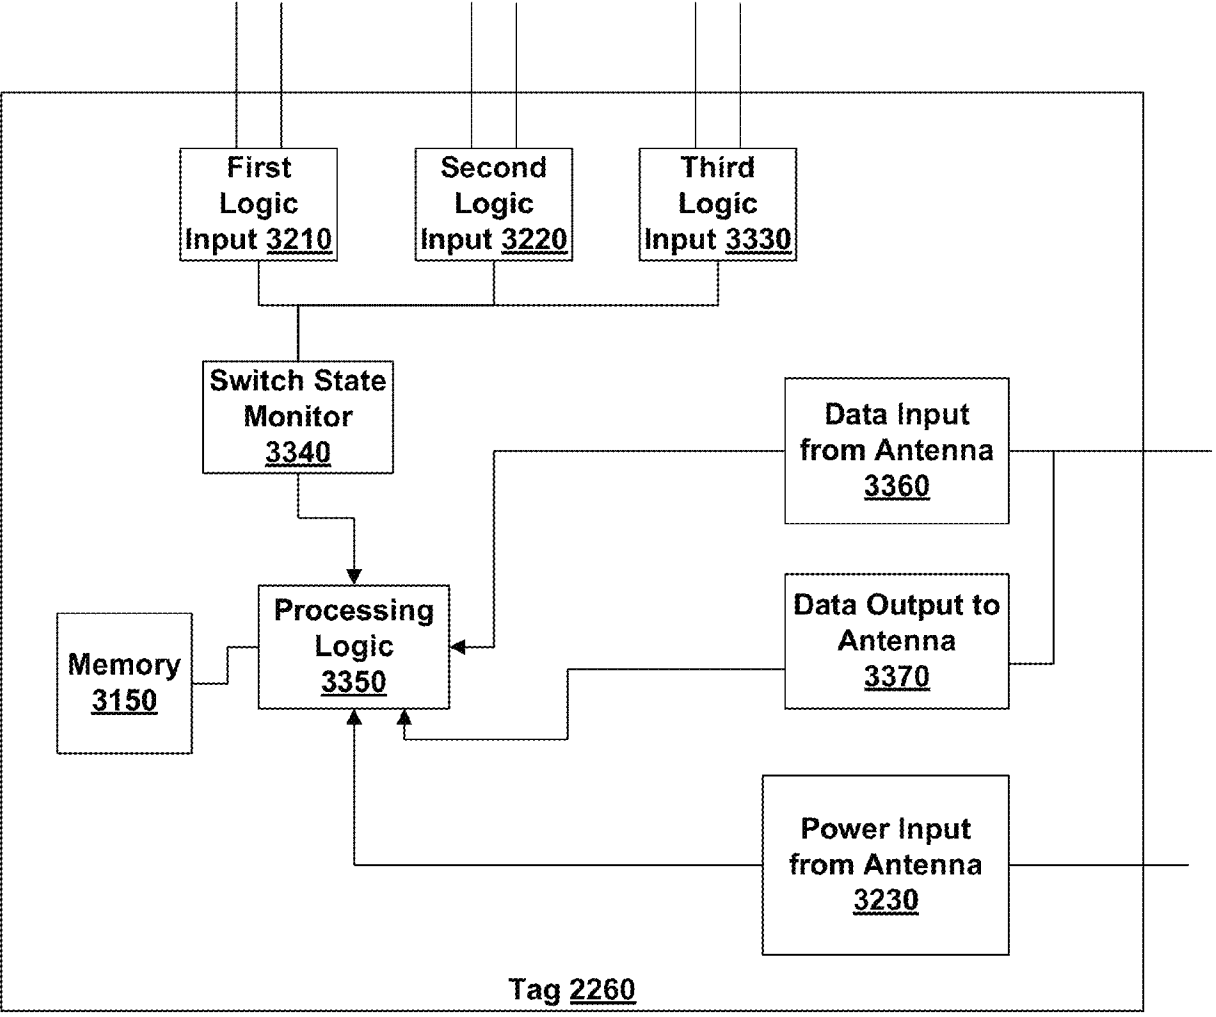 First
Logic
Input 3210
Second
Logic
Input 3220
Third
Logic
Input 3330
Switch State
Monitor
3340
Data Input
from Antenna
3360
Processing
Logic
3350
Data Output to
Antenna
3370
Memory
3150
Power Input
from Antenna
3230
Tag 2260